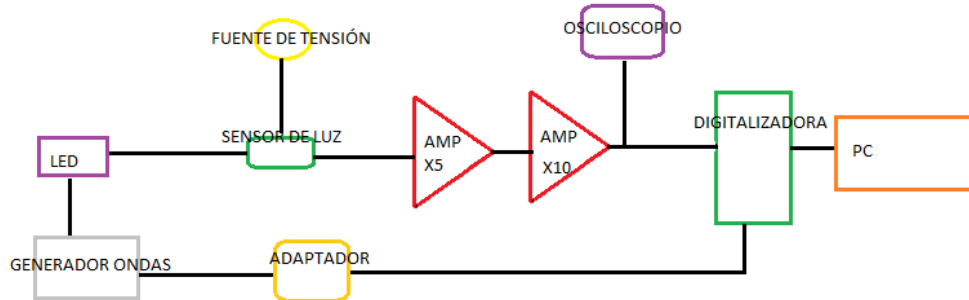 OSCILOSCOPIO
FUENTE DE TENSIÓN
DIGITALIZADORA
SENSOR DE LUZ
AMP
X5
AMP
X10
LED
PC
GENERADOR ONDAS
ADAPTADOR